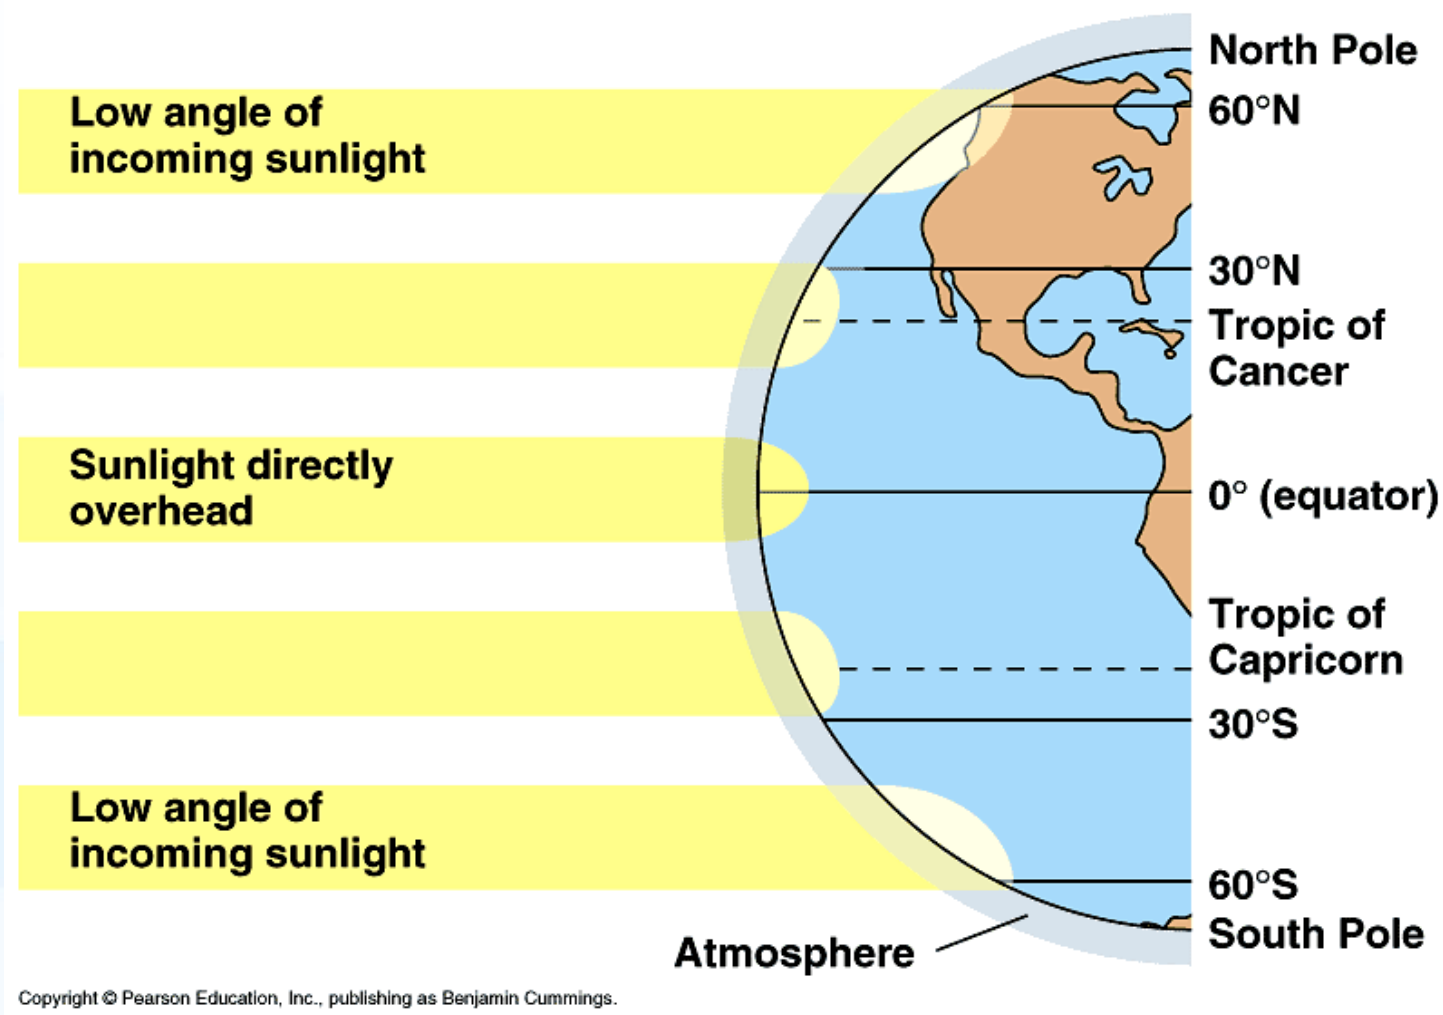 North Pole
Low angle of
incoming sunlight
60°N
30°N
Tropic of
Cancer
Sunlight directly
overhead
0° (equator)
Tropic of
Capricorn
30°S
Low angle of
incoming sunlight
60°S
South Pole
Atmosphere
Copyright © Pearson Education, Inc., publishing as Benjamin Cummings.